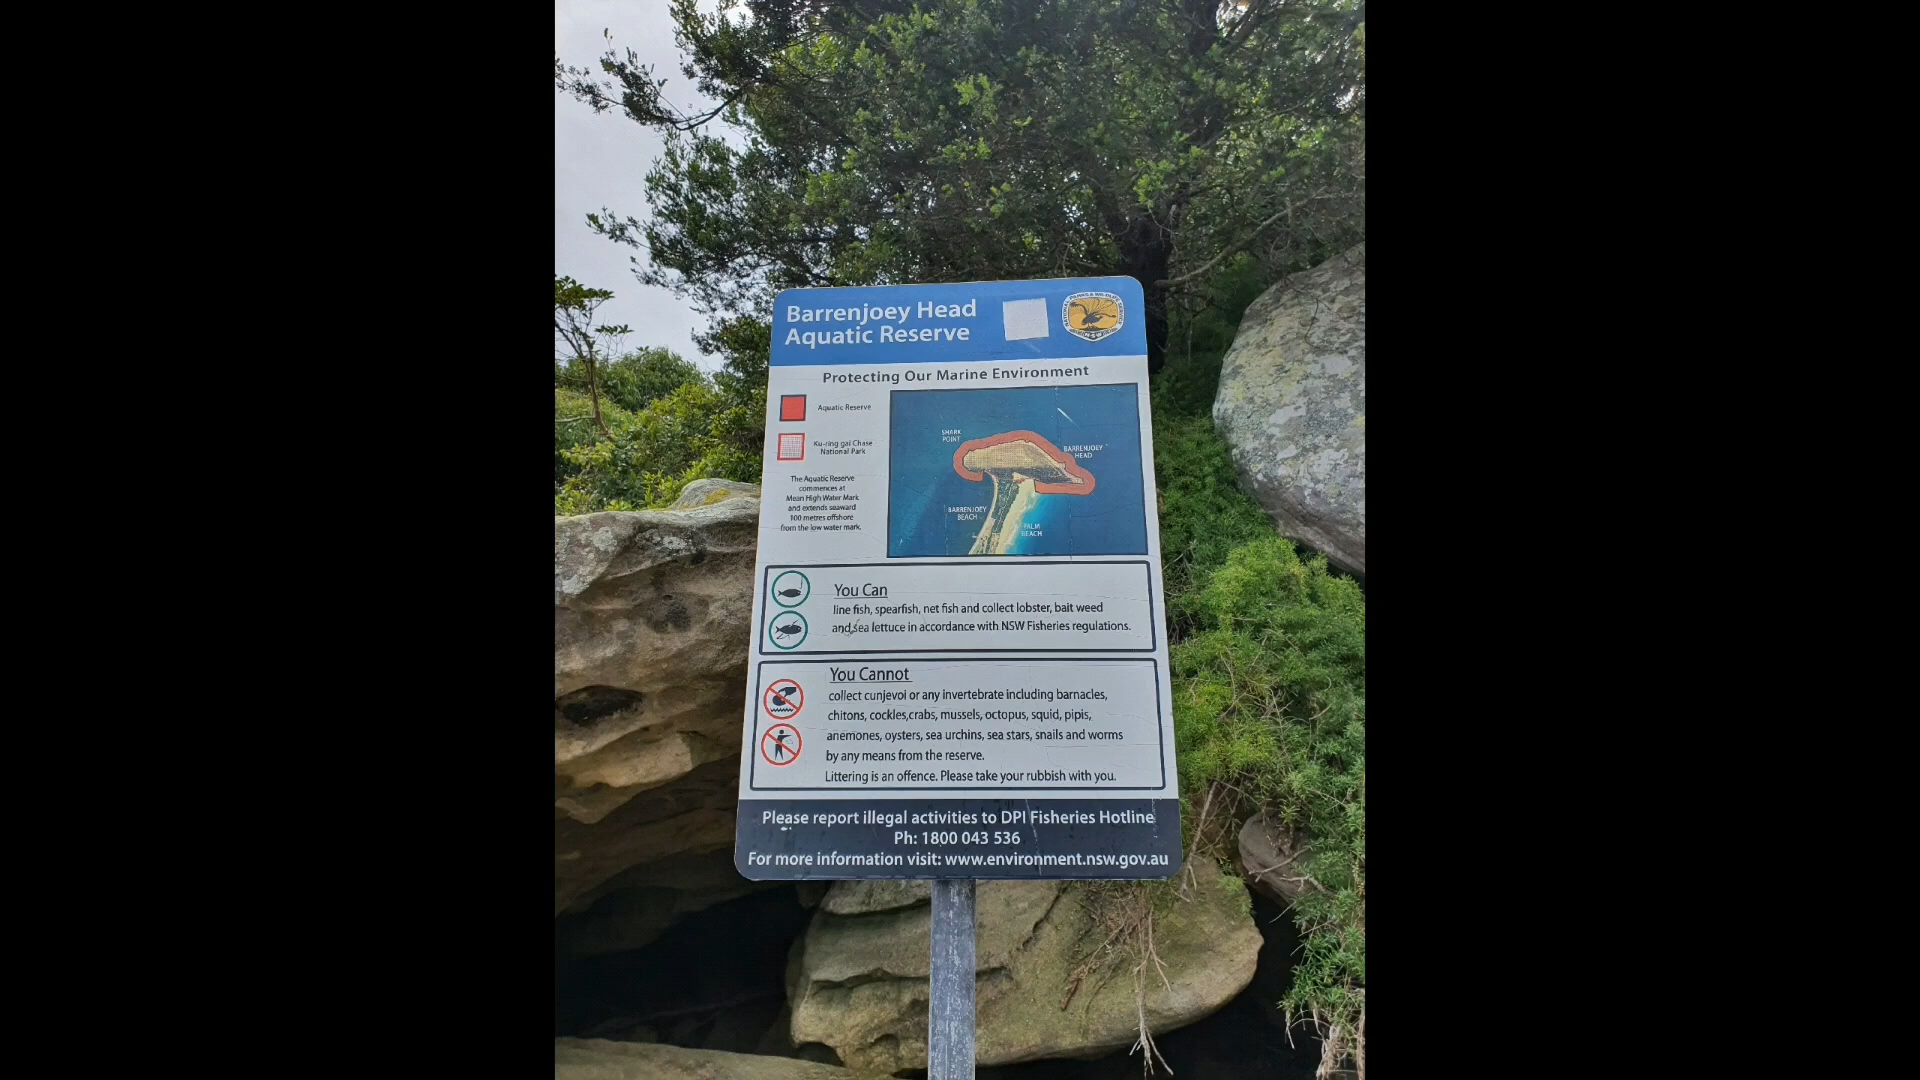 Barrenjoey Head
Aquatic Reserve
Protecting Our Marine Environment
Aquatic Reserve
Ku-ring gai Chase
National Park
The Aquatic Reserve
commences at
Mean High Water Mark
and extends seaward
100 metres offshore
from the low water mark.
SHARK
POINT
BARRENJOEY
HEAD
BARRENJOEY
BEACH
PALM
BEACH
You Can
line fish, spearfish, net fish and collect lobster, bait weed
and sea lettuce in accordance with NSW Fisheries regulations.
You Cannot
collect cunjevoi or any invertebrate including barnacles,
chitons, cockles,crabs, mussels, octopus, squid, pipis,
anemones, oysters, sea urchins, sea stars, snails and worms
by any means from the reserve.
Littering is an offence. Please take your rubbish with you.
Please report illegal activities to DPI Fisheries Hotline
Ph: 1800 043 536
For more information visit: www.environment.nsw.gov.au